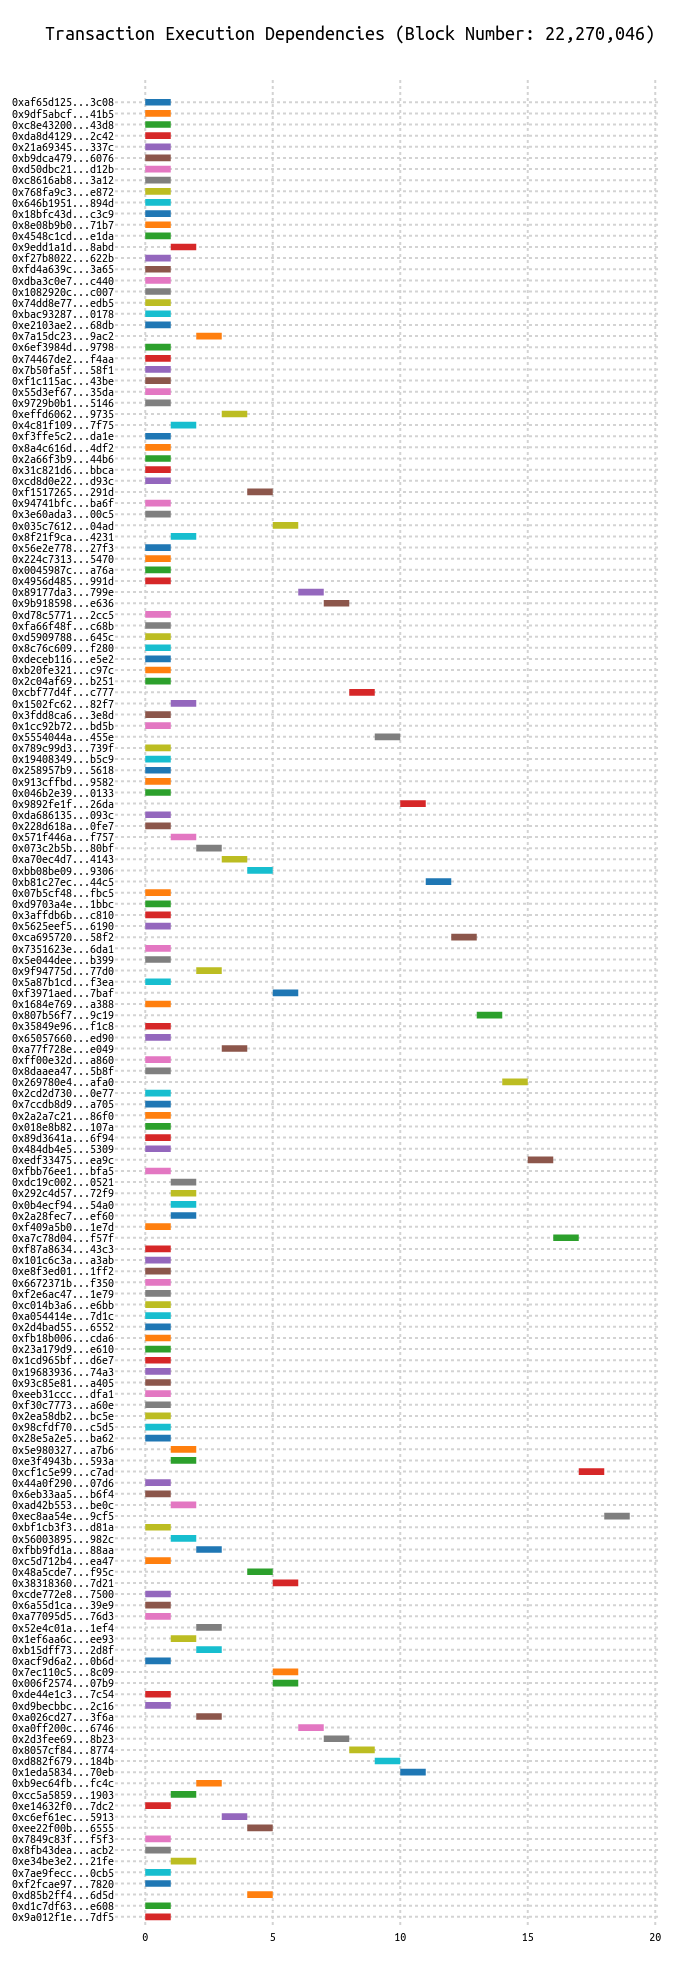 Transaction Execution Dependencies (Block Number: 22,270,046)
0xaf65d125...3c08
0x9df5abcf...41b5
0xc8e43200...43d8
0xda8d4129...2c42
0x21a69345...337c
0xb9dca479...6076
0xd50dbc21...d12b
0xc8616ab8...3a12
0x768fa9c3...e872
0x646b1951...894d
0x18bfc43d...c3c9
0x8e08b9b0...71b7
0x4548c1cd...e1da
0x9edd1a1d...8abd
0xf27b8022...622b
0xfd4a639c...3a65
0xdba3c0e7...c440
0x1082920c...c007
0x74dd8e77...edb5
0xbac93287...0178
0xe2103ae2...68db
0x7a15dc23...9ac2
0x6ef3984d...9798
0x74467de2...f4aa
0x7b50fa5f...58f1
0xf1c115ac...43be
0x55d3ef67...35da
0x9729b0b1...5146
0xeffd6062...9735
0x4c81f109...7f75
0xf3ffe5c2...da1e
0x8a4c616d...4df2
0x2a66f3b9...44b6
0x31c821d6...bbca
0xcd8d0e22...d93c
0xf1517265...291d
0x94741bfc...ba6f
0x3e60ada3...00c5
0x035c7612...04ad
0x8f21f9ca...4231
0x56e2e778...27f3
0x224c7313...5470
0x0045987c...a76a
0x4956d485...991d
0x89177da3...799e
0x9b918598...e636
0xd78c5771...2cc5
0xfa66f48f...c68b
0xd5909788...645c
0x8c76c609...f280
0xdeceb116...e5e2
0xb20fe321...c97c
0x2c04af69...b251
0xcbf77d4f...c777
0x1502fc62...82f7
0x3fdd8ca6...3e8d
0x1cc92b72...bd5b
0x5554044a...455e
0x789c99d3...739f
0x19408349...b5c9
0x258957b9...5618
0x913cffbd...9582
0x046b2e39...0133
0x9892fe1f...26da
0xda686135...093c
0x228d618a...0fe7
0x571f446a...f757
0x073c2b5b...80bf
0xa70ec4d7...4143
0xbb08be09...9306
0xb81c27ec...44c5
0x07b5cf48...fbc5
0xd9703a4e...1bbc
0x3affdb6b...c810
0x5625eef5...6190
0xca695720...58f2
0x7351623e...6da1
0x5e044dee...b399
0x9f94775d...77d0
0x5a87b1cd...f3ea
0xf3971aed...7baf
0x1684e769...a388
0x807b56f7...9c19
0x35849e96...f1c8
0x65057660...ed90
0xa77f728e...e049
0xff00e32d...a860
0x8daaea47...5b8f
0x269780e4...afa0
0x2cd2d730...0e77
0x7ccdb8d9...a705
0x2a2a7c21...86f0
0x018e8b82...107a
0x89d3641a...6f94
0x484db4e5...5309
0xedf33475...ea9c
0xfbb76ee1...bfa5
0xdc19c002...0521
0x292c4d57...72f9
0x0b4ecf94...54a0
0x2a28fec7...ef60
0xf409a5b0...1e7d
0xa7c78d04...f57f
0xf87a8634...43c3
0x101c6c3a...a3ab
0xe8f3ed01...1ff2
0x6672371b...f350
0xf2e6ac47...1e79
0xc014b3a6...e6bb
0xa054414e...7d1c
0x2d4bad55...6552
0xfb18b006...cda6
0x23a179d9...e610
0x1cd965bf...d6e7
0x19683936...74a3
0x93c85e81...a405
0xeeb31ccc...dfa1
0xf30c7773...a60e
0x2ea58db2...bc5e
0x98cfdf70...c5d5
0x28e5a2e5...ba62
0x5e980327...a7b6
0xe3f4943b...593a
0xcf1c5e99...c7ad
0x44a0f290...07d6
0x6eb33aa5...b6f4
0xad42b553...be0c
0xec8aa54e...9cf5
0xbf1cb3f3...d81a
0x56003895...982c
0xfbb9fd1a...88aa
0xc5d712b4...ea47
0x48a5cde7...f95c
0x38318360...7d21
0xcde772e8...7500
0x6a55d1ca...39e9
0xa77095d5...76d3
0x52e4c01a...1ef4
0x1ef6aa6c...ee93
0xb15dff73...2d8f
0xacf9d6a2...0b6d
0x7ec110c5...8c09
0x006f2574...07b9
0xde44e1c3...7c54
0xd9becbbc...2c16
0xa026cd27...3f6a
0xa0ff200c...6746
0x2d3fee69...8b23
0x8057cf84...8774
0xd882f679...184b
0x1eda5834...70eb
0xb9ec64fb...fc4c
0xcc5a5859...1903
0xe14632f0...7dc2
0xc6ef61ec...5913
0xee22f00b...6555
0x7849c83f...f5f3
0x8fb43dea...acb2
0xe34be3e2...21fe
0x7ae9fecc...0cb5
0xf2fcae97...7820
0xd85b2ff4...6d5d
0xd1c7df63...e608
0x9a012f1e...7df5
0 5 10 15 20